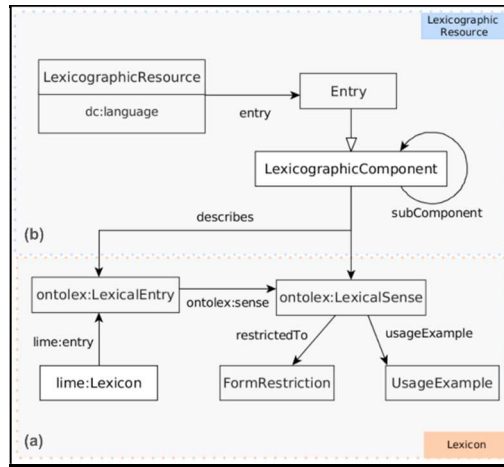 Lexicographic
Resource
LexicographicResource
dc:language
entry
Entry
LexicographicComponent
subComponent
describes
(b)
ontolex:LexicalEntry
ontolex:sense
ontolex:LexicalSense
lime:entry
restrictedTo
usageExample
lime:Lexicon
FormRestriction
UsageExample
(a)
Lexicon